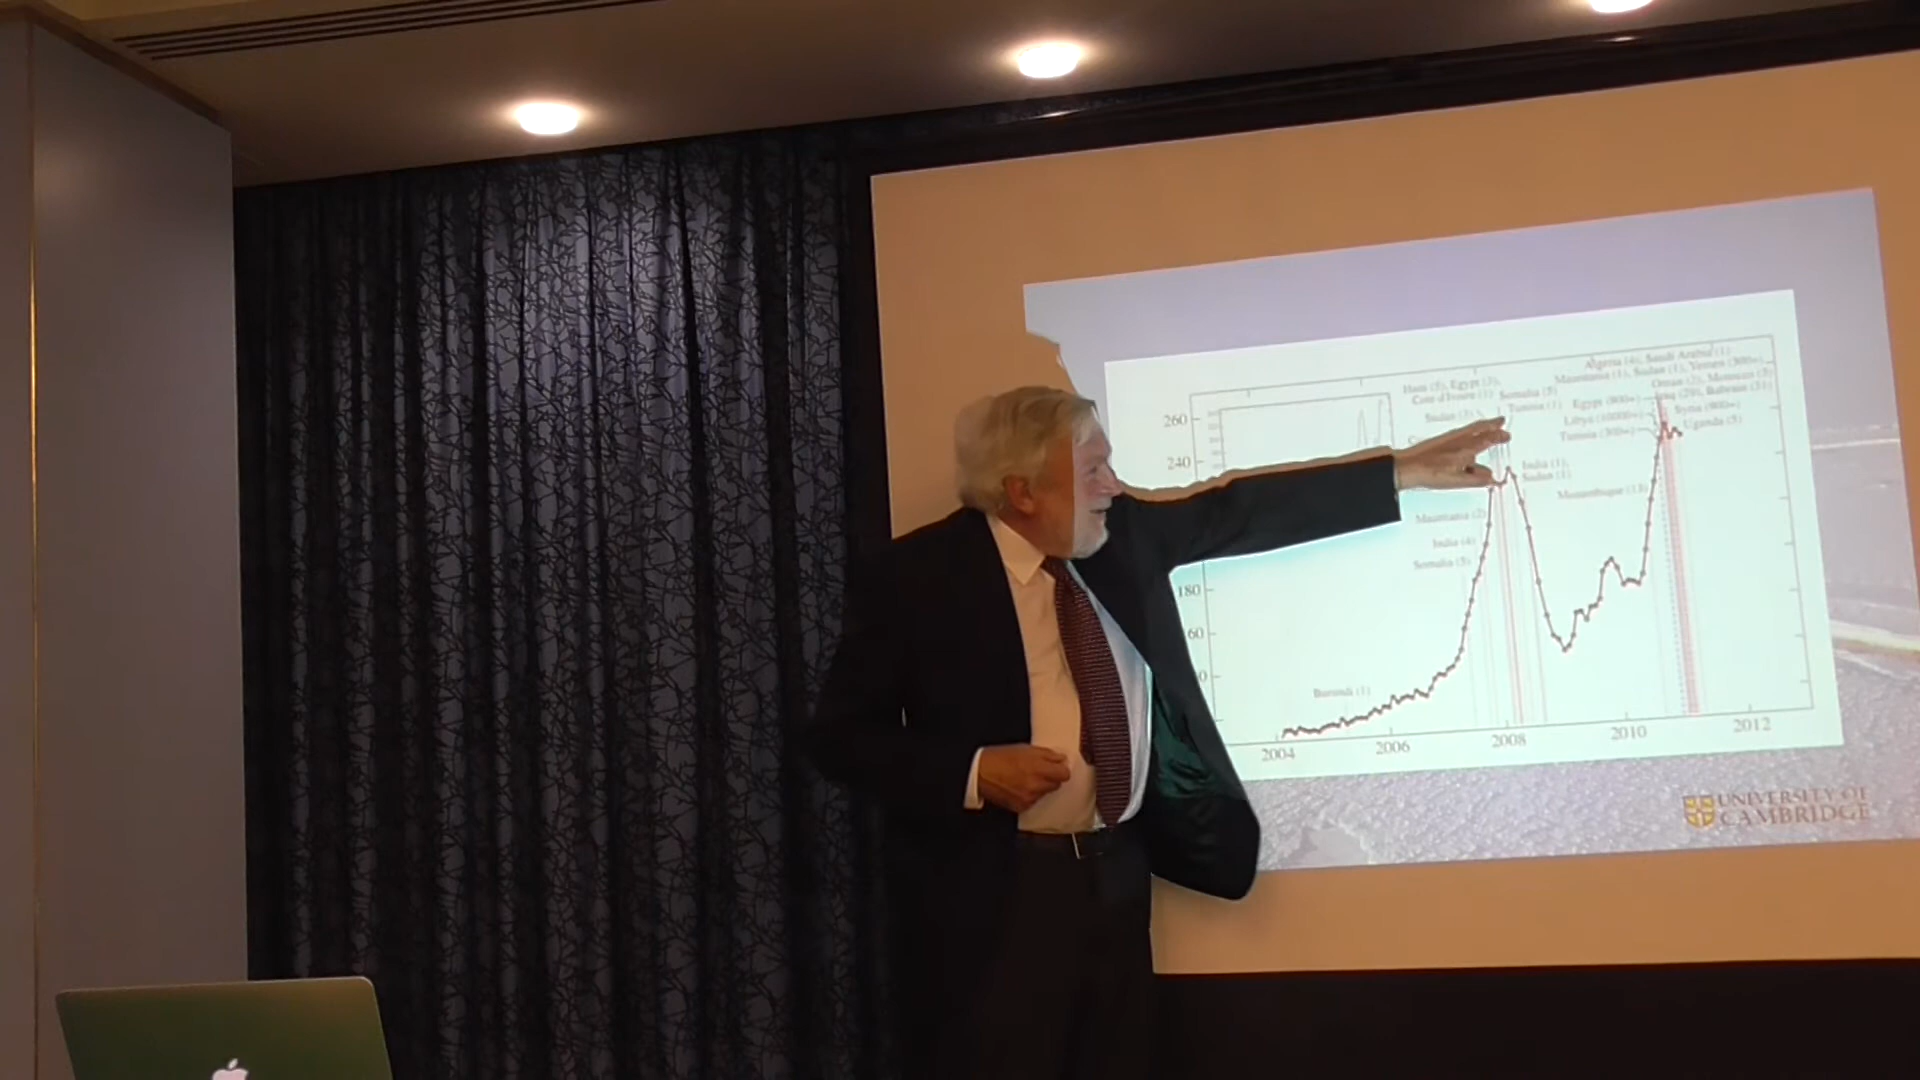 Algeria (4), Saudi Arabia (1)
Mauritania (1), Sudan (1), Yemen (300+)
Oman (2), Morocco (5)
Iraq (29), Bahrain (31)
Syria (900+)
Uganda (5)
Egypt (800+)
Libya (10000+)
Tunisia (300+)
Haiti (5), Egypt (3),
Cote d'Ivoire (1)
Somalia (5)
Tunisia (1)
Sudan (3)
India (1),
Sudan (1)
Mozambique (13)
Mauritania (2)
India (4)
Somalia (5)
Burundi (1)
260
240
180
60
0
2004
2006
2008
2010
2012
UNIVERSITY OF
CAMBRIDGE